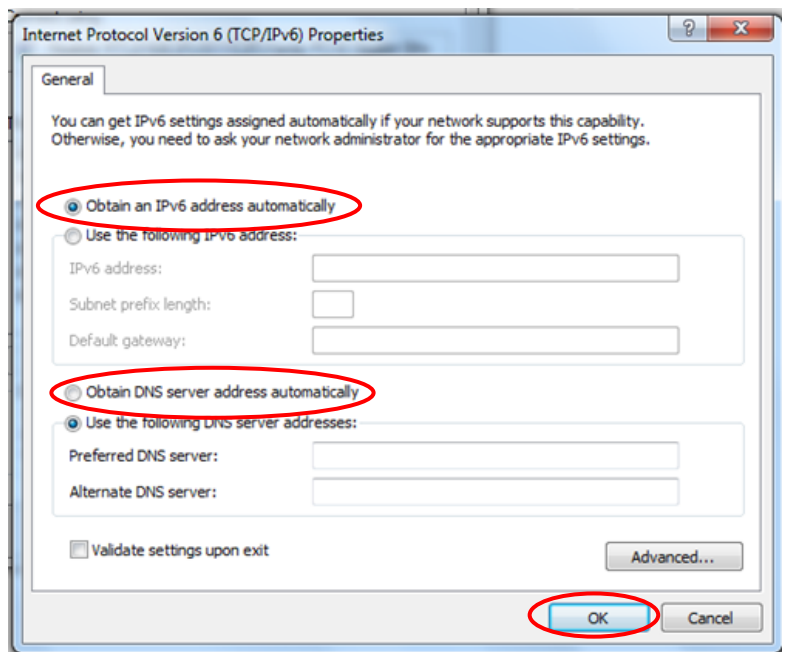 Internet Protocol Version 6 (TCP/IPv6) Properties
General
You can get IPv6 settings assigned automatically if your network supports this capability.
Otherwise, you need to ask your network administrator for the appropriate IPv6 settings.
Obtain an IPv6 address automatically
Use the following IPv6 address:
IPv6 address:
Subnet prefix length:
Default gateway:
Obtain DNS server address automatically
Use the following DNS server addresses:
Preferred DNS server:
Alternate DNS server:
Validate settings upon exit
Advanced...
OK
Cancel